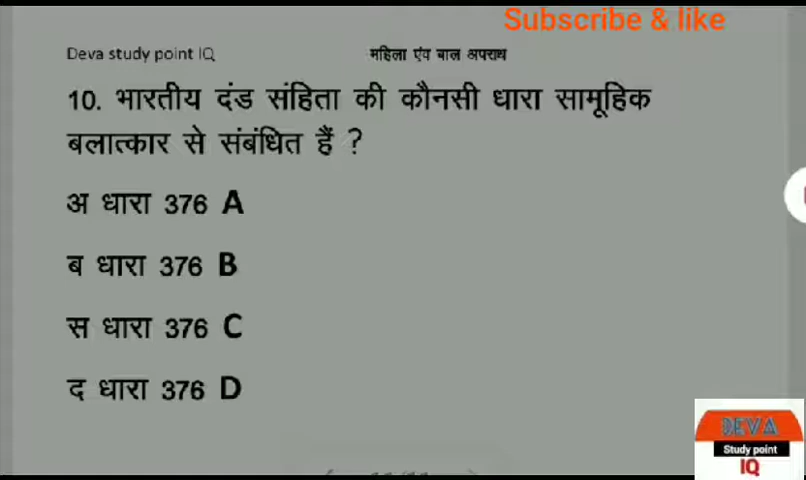 Subscribe & like
Deva study point IQ महिला एंव बाल अपराध
10. भारतीय दंड संहिता की कौनसी धारा सामूहिक
बलात्कार से संबंधित हैं ?
अ धारा 376 A
ब धारा 376 B
स धारा 376 C
द धारा 376 D
DEVA
Study point
IQ